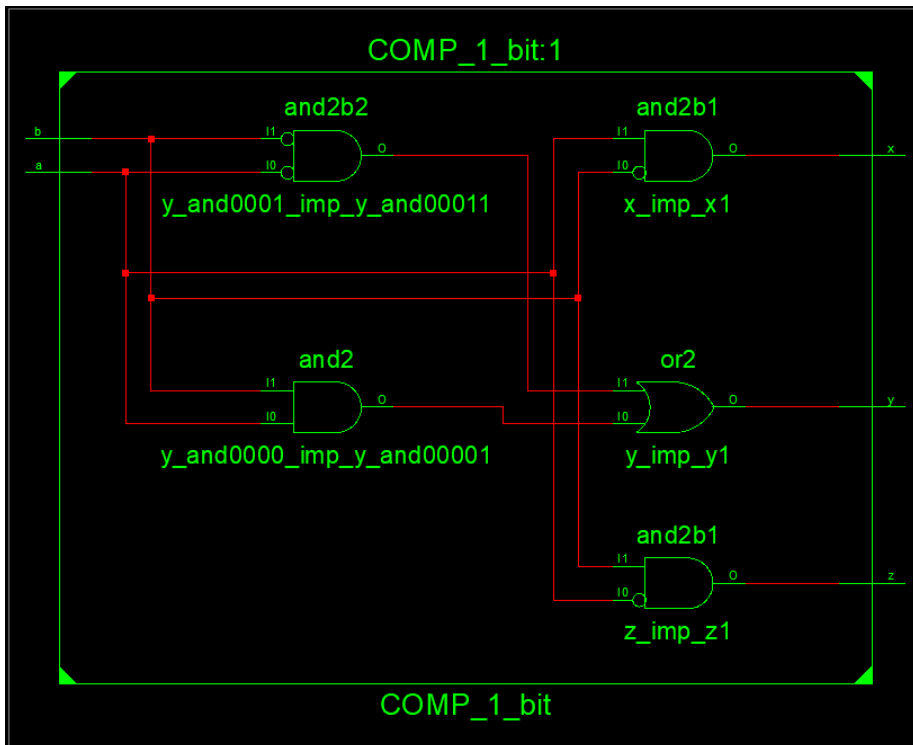 COMP_1_bit:1
and2b2
and2b1
b
I1
I1
O
O
x
a
I0
I0
y_and0001_imp_y_and00011
x_imp_x1
and2
or2
I1
I1
O
O
y
I0
I0
y_and0000_imp_y_and00001
y_imp_y1
and2b1
I1
O
z
I0
z_imp_z1
COMP_1_bit